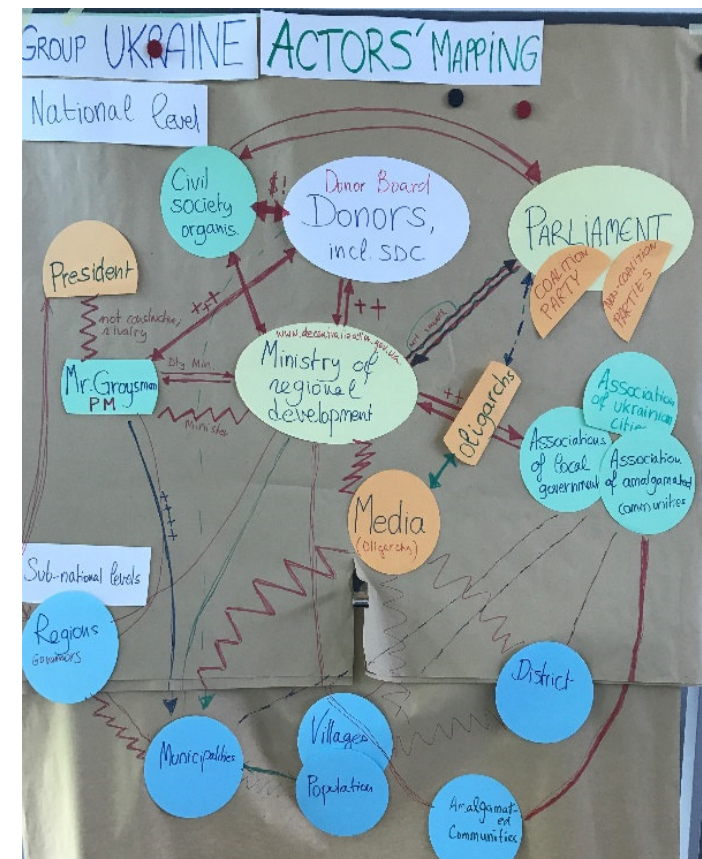 GROUP UKRAINE
ACTORS' MAPPING
National level
Civil
society
organis.
$!
Donor Board
Donors,
incl. SDC
PARLIAMENT
COALITION
PARTY
NON-COALITION
PARTIES
President
not constructive
rivalry
+++
++
www.decentralization.gov.ua
Ministry of
regional
development
Mr. Groysman
PM
Dty Min.
Minister
++
Oligarchs
Association
of ukrainian
Cities
Associations
of local
government
Association
of amalgamated
communities
++++
Media
(Oligarchs)
Sub-national levels
Regions
Governors
District
Municipalities
Villages
Population
Amalgamat-
ed
Communities